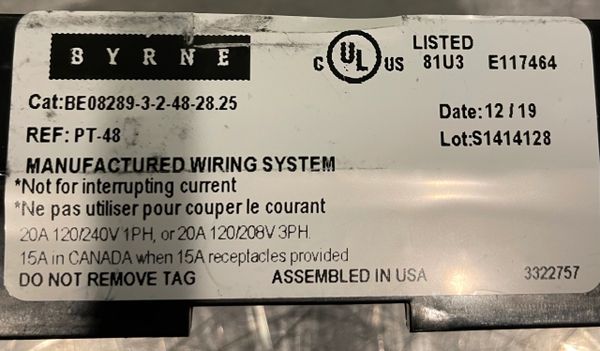 BYRNE
C UL US LISTED
81U3 E117464
Cat:BE08289-3-2-48-28.25
Date:12/19
REF: PT-48
Lot:S1414128
MANUFACTURED WIRING SYSTEM
*Not for interrupting current
*Ne pas utiliser pour couper le courant
20A 120/240V 1PH, or 20A 120/208V 3PH.
15A in CANADA when 15A receptacles provided
DO NOT REMOVE TAG ASSEMBLED IN USA 3322757